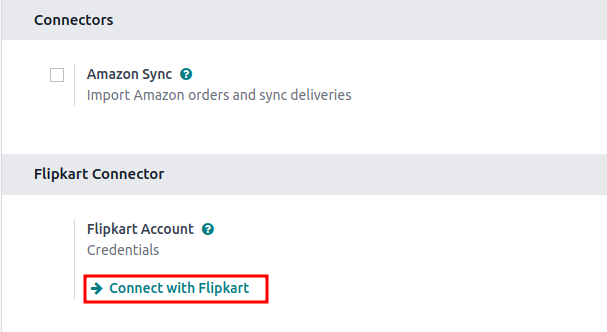 Connectors
Amazon Sync ?
Import Amazon orders and sync deliveries
Flipkart Connector
Flipkart Account ?
Credentials
→ Connect with Flipkart